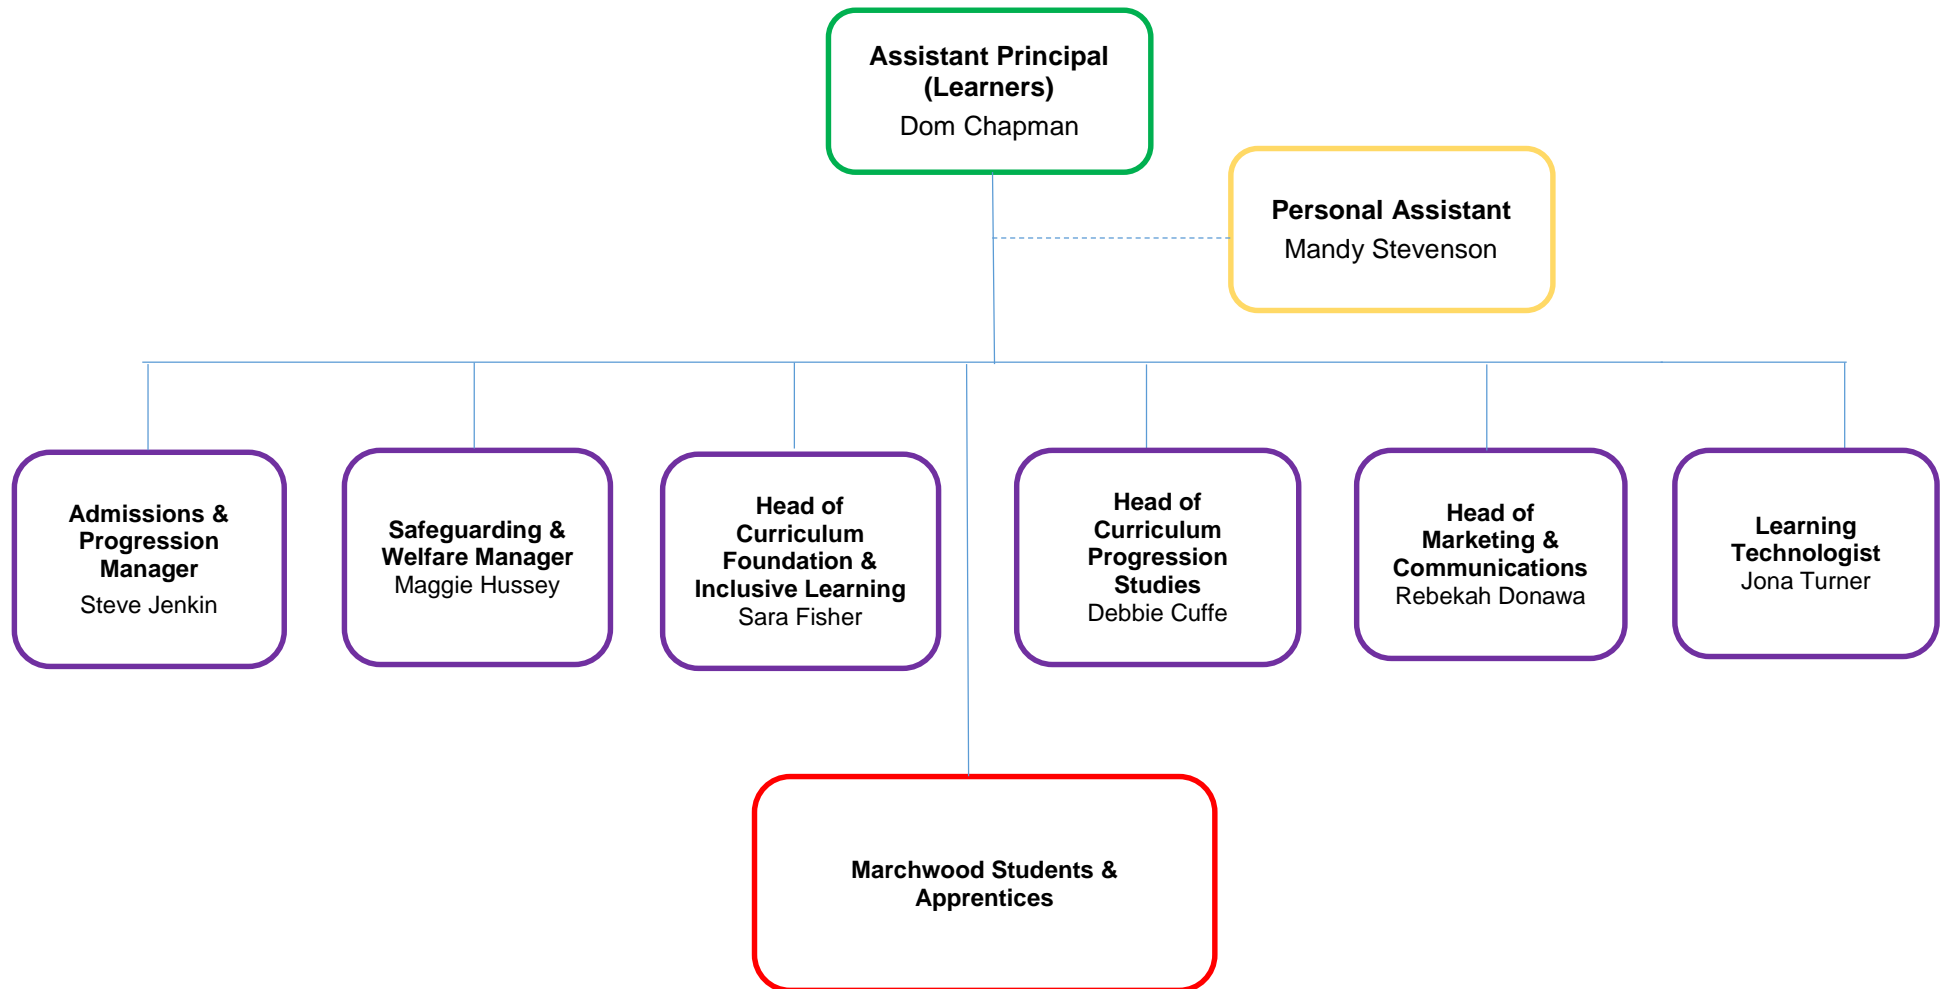 Assistant Principal
(Learners)
Dom Chapman
Personal Assistant
Mandy Stevenson
Admissions &
Progression
Manager
Steve Jenkin
Safeguarding &
Welfare Manager
Maggie Hussey
Head of
Curriculum
Foundation &
Inclusive Learning
Sara Fisher
Head of
Curriculum
Progression
Studies
Debbie Cuffe
Head of
Marketing &
Communications
Rebekah Donawa
Learning
Technologist
Jona Turner
Marchwood Students &
Apprentices